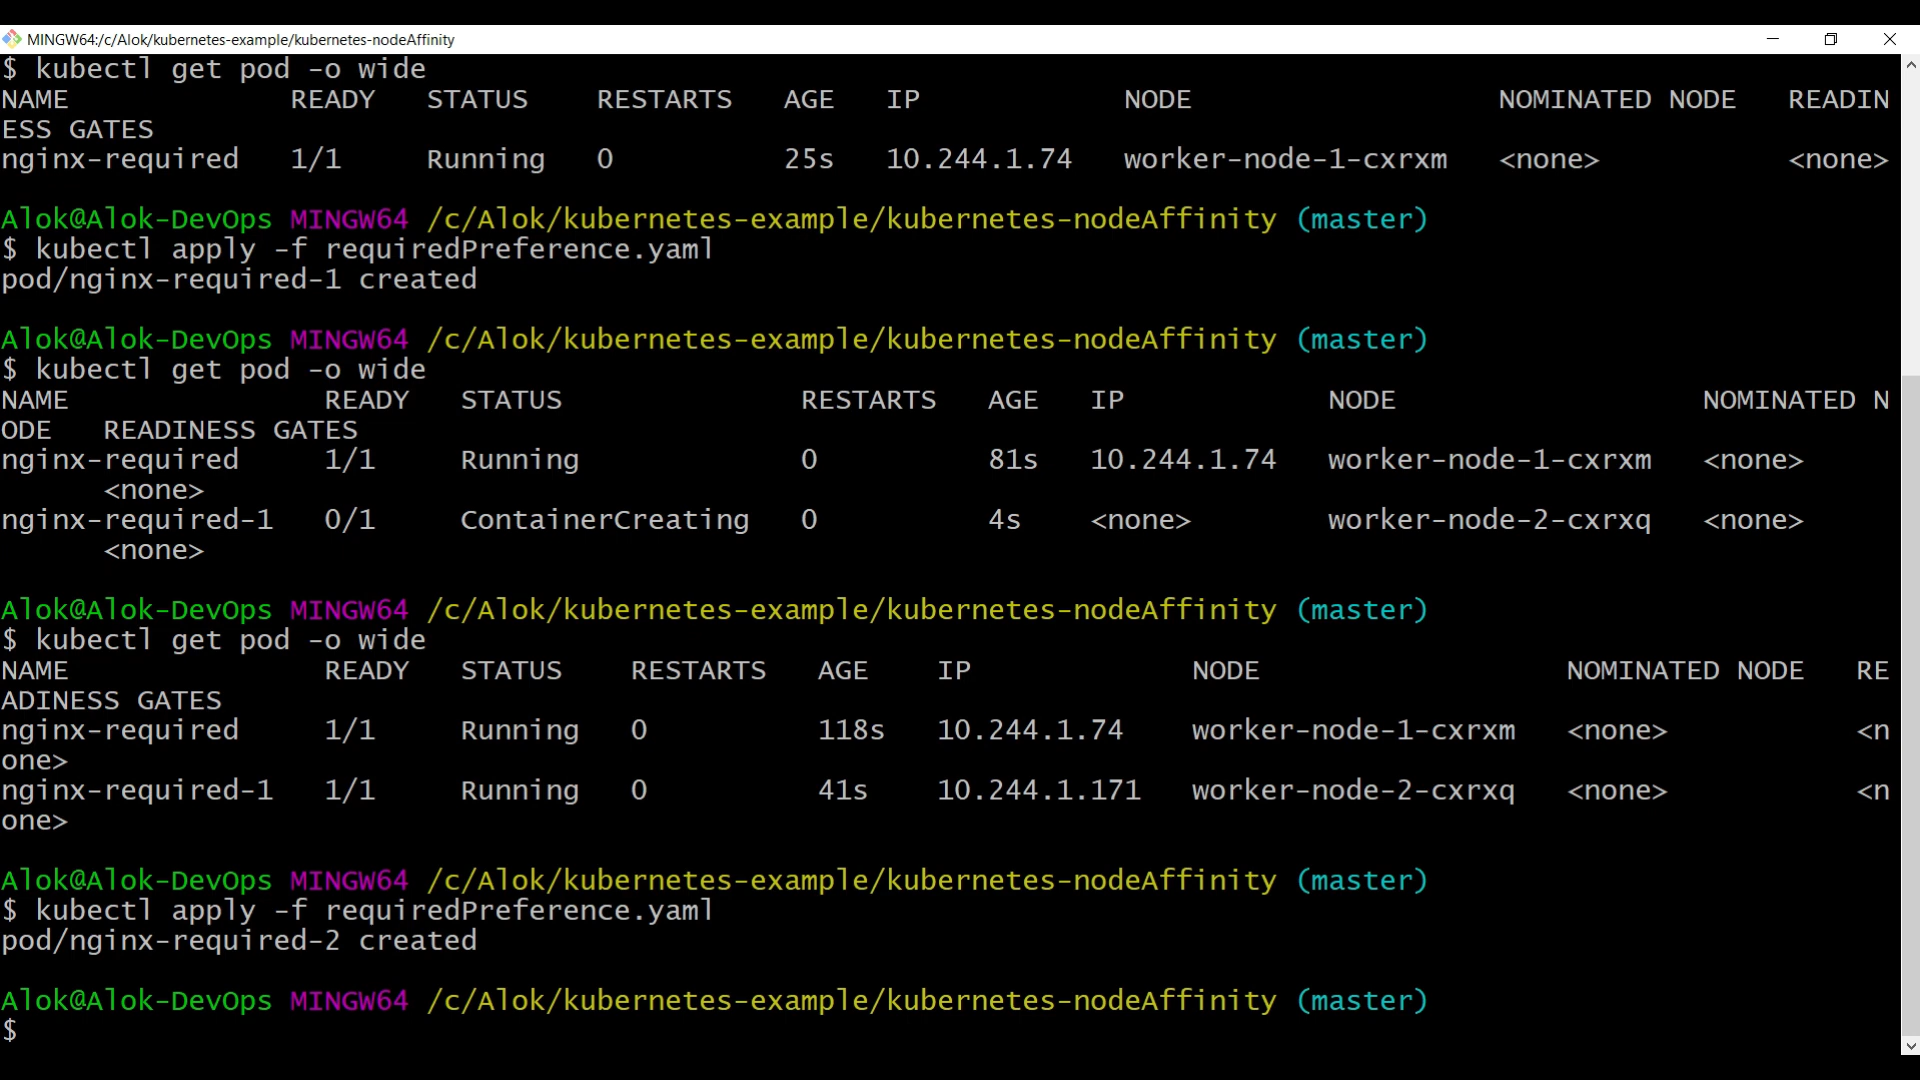 MINGW64:/c/Alok/kubernetes-example/kubernetes-nodeAffinity
$ kubectl get pod -o wide
NAME READY STATUS RESTARTS AGE IP NODE NOMINATED NODE READIN
ESS GATES
nginx-required 1/1 Running 0 25s 10.244.1.74 worker-node-1-cxrxm <none> <none>
Alok@Alok-DevOps MINGW64 /c/Alok/kubernetes-example/kubernetes-nodeAffinity (master)
$ kubectl apply -f requiredPreference.yaml
pod/nginx-required-1 created
Alok@Alok-DevOps MINGW64 /c/Alok/kubernetes-example/kubernetes-nodeAffinity (master)
$ kubectl get pod -o wide
NAME READY STATUS RESTARTS AGE IP NODE NOMINATED N
ODE READINESS GATES
nginx-required 1/1 Running 0 81s 10.244.1.74 worker-node-1-cxrxm <none>
<none>
nginx-required-1 0/1 ContainerCreating 0 4s <none> worker-node-2-cxrxq <none>
<none>
Alok@Alok-DevOps MINGW64 /c/Alok/kubernetes-example/kubernetes-nodeAffinity (master)
$ kubectl get pod -o wide
NAME READY STATUS RESTARTS AGE IP NODE NOMINATED NODE RE
ADINESS GATES
nginx-required 1/1 Running 0 118s 10.244.1.74 worker-node-1-cxrxm <none> <n
one>
nginx-required-1 1/1 Running 0 41s 10.244.1.171 worker-node-2-cxrxq <none> <n
one>
Alok@Alok-DevOps MINGW64 /c/Alok/kubernetes-example/kubernetes-nodeAffinity (master)
$ kubectl apply -f requiredPreference.yaml
pod/nginx-required-2 created
Alok@Alok-DevOps MINGW64 /c/Alok/kubernetes-example/kubernetes-nodeAffinity (master)
$